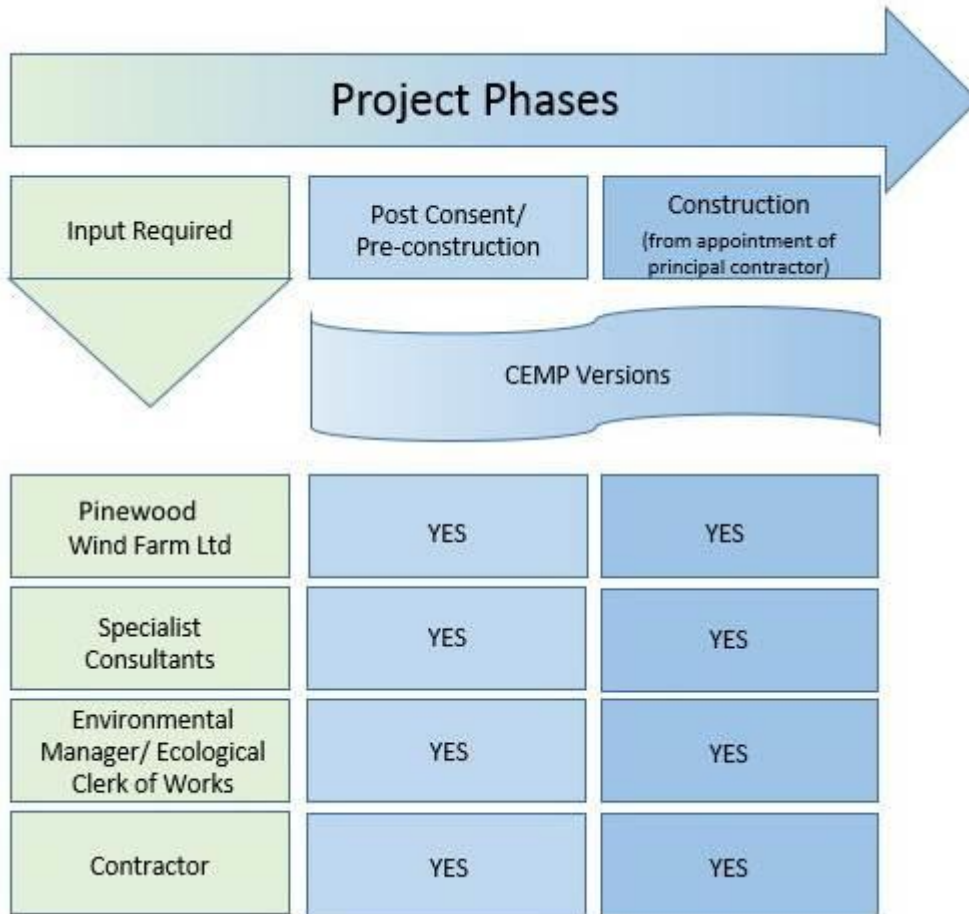 Project Phases
Input Required
Post Consent/
Pre-construction
Construction
(from appointment of
principal contractor)
CEMP Versions
Pinewood
Wind Farm Ltd
YES
YES
Specialist
Consultants
YES
YES
Environmental
Manager/ Ecological
Clerk of Works
YES
YES
Contractor
YES
YES